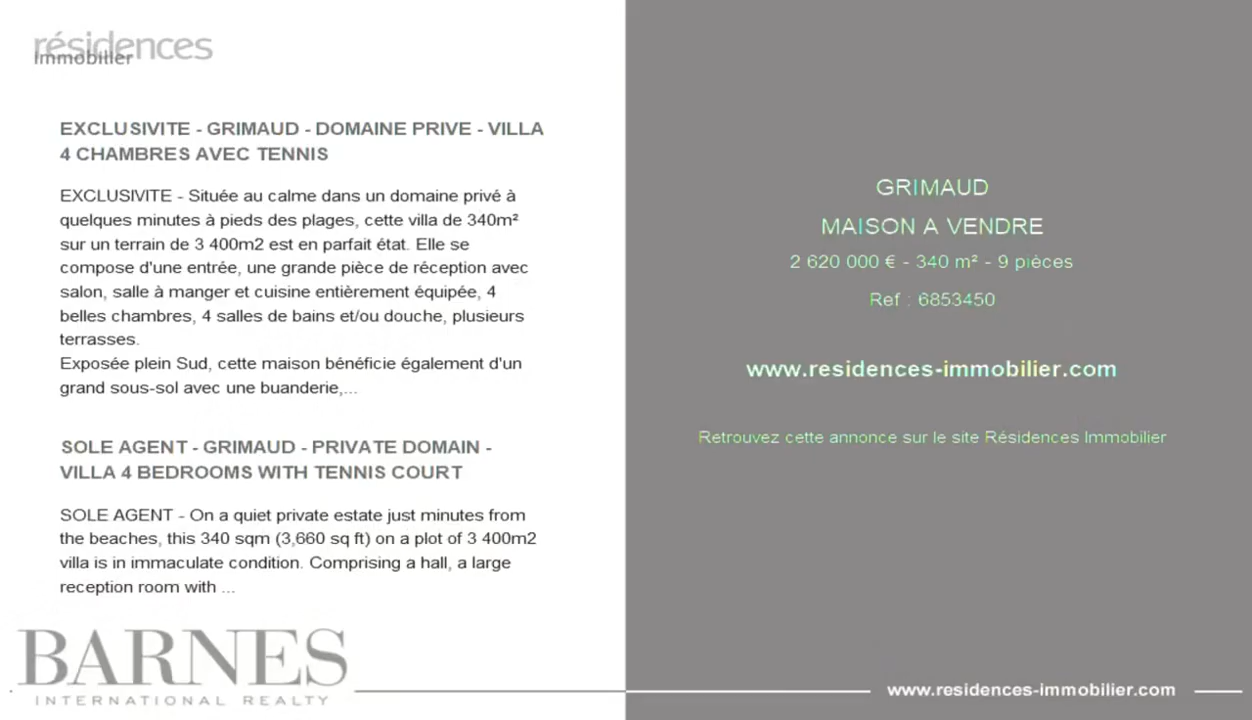 résidences
Immobilier
EXCLUSIVITE - GRIMAUD - DOMAINE PRIVE - VILLA
4 CHAMBRES AVEC TENNIS
EXCLUSIVITE - Située au calme dans un domaine privé à
quelques minutes à pieds des plages, cette villa de 340m²
sur un terrain de 3 400m2 est en parfait état. Elle se
compose d'une entrée, une grande pièce de réception avec
salon, salle à manger et cuisine entièrement équipée, 4
belles chambres, 4 salles de bains et/ou douche, plusieurs
terrasses.
Exposée plein Sud, cette maison bénéficie également d'un
grand sous-sol avec une buanderie,...
SOLE AGENT - GRIMAUD - PRIVATE DOMAIN -
VILLA 4 BEDROOMS WITH TENNIS COURT
SOLE AGENT - On a quiet private estate just minutes from
the beaches, this 340 sqm (3,660 sq ft) on a plot of 3 400m2
villa is in immaculate condition. Comprising a hall, a large
reception room with ...
BARNES
INTERNATIONAL REALTY
GRIMAUD
MAISON A VENDRE
2 620 000 € - 340 m² - 9 pièces
Ref : 6853450
www.residences-immobilier.com
Retrouvez cette annonce sur le site Résidences Immobilier
www.residences-immobilier.com